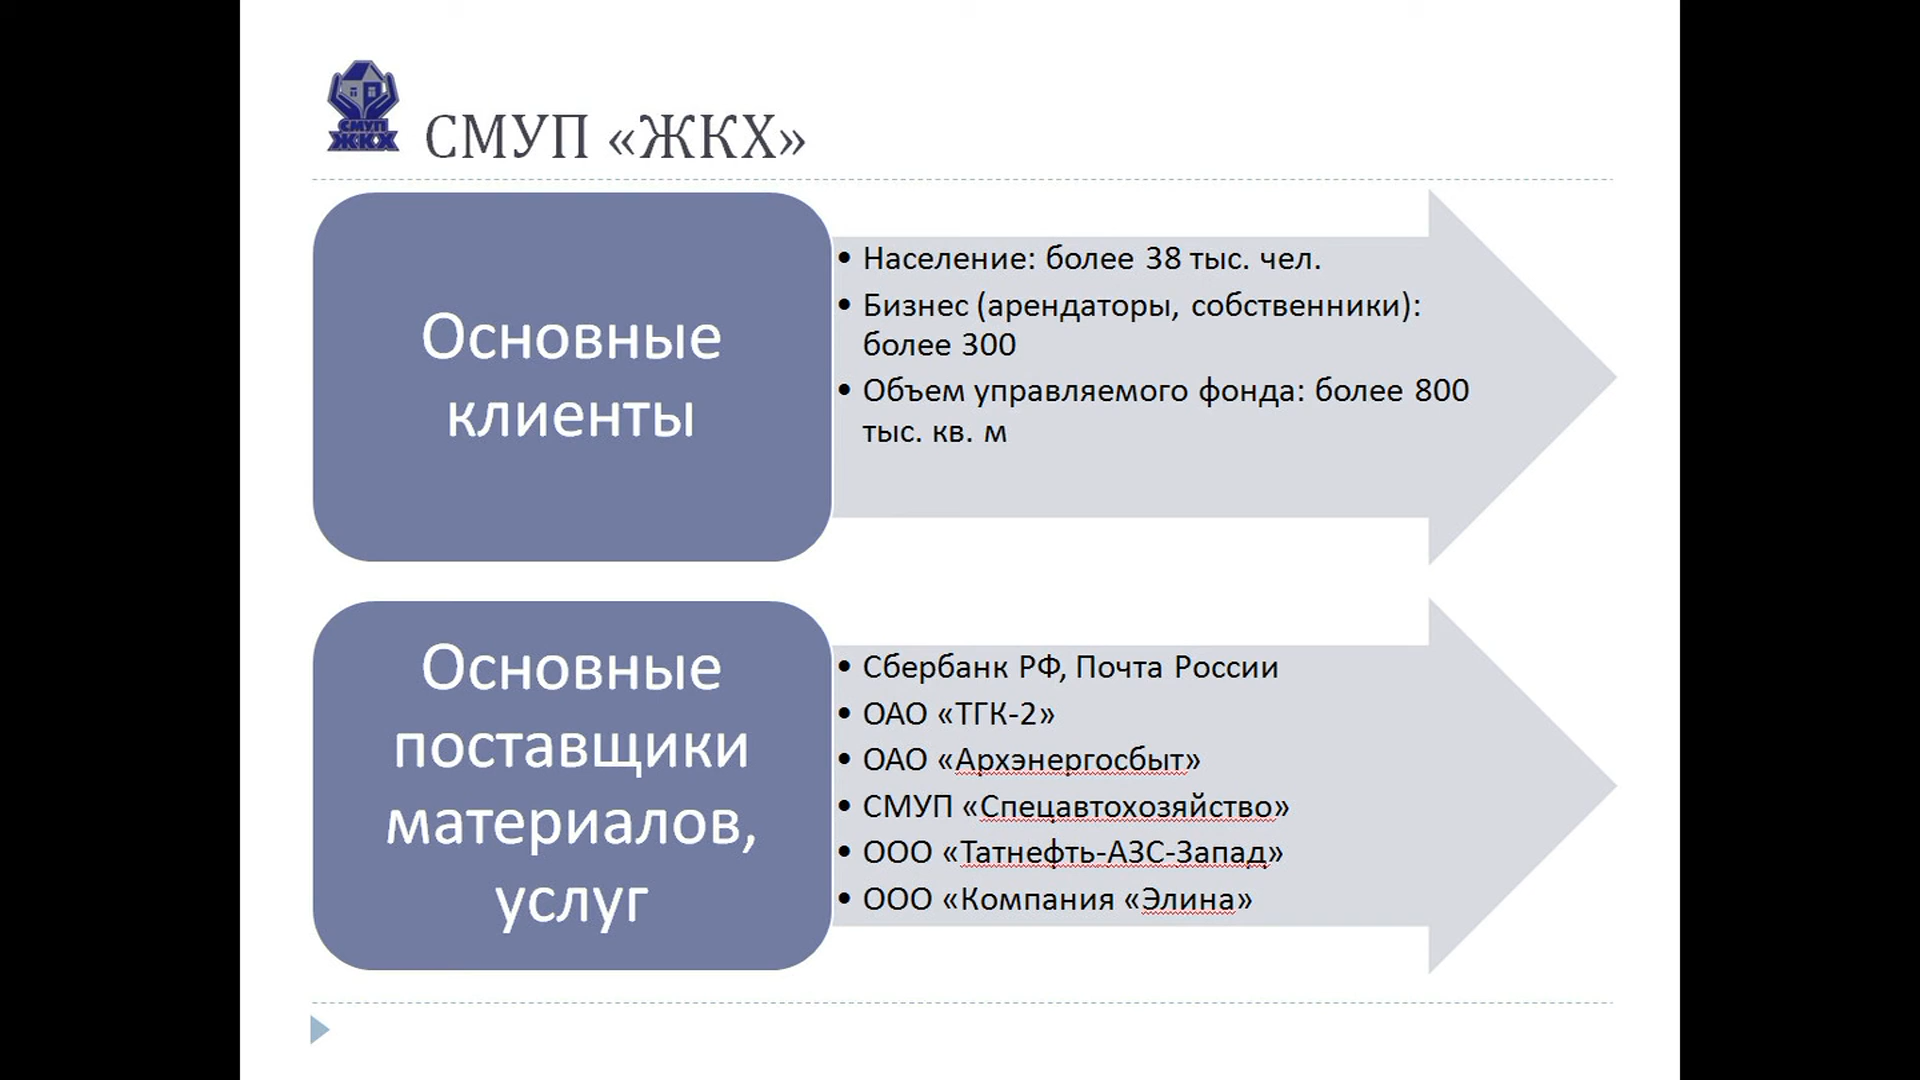 СМУП
ЖКХ
СМУП «ЖКХ»
Основные
клиенты
• Население: более 38 тыс. чел.
• Бизнес (арендаторы, собственники):
более 300
• Объем управляемого фонда: более 800
тыс. кв. м
Основные
поставщики
материалов,
услуг
• Сбербанк РФ, Почта России
• ОАО «ТГК-2»
• ОАО «Архэнергосбыт»
• СМУП «Спецавтохозяйство»
• ООО «Татнефть-АЗС-Запад»
• ООО «Компания «Элина»